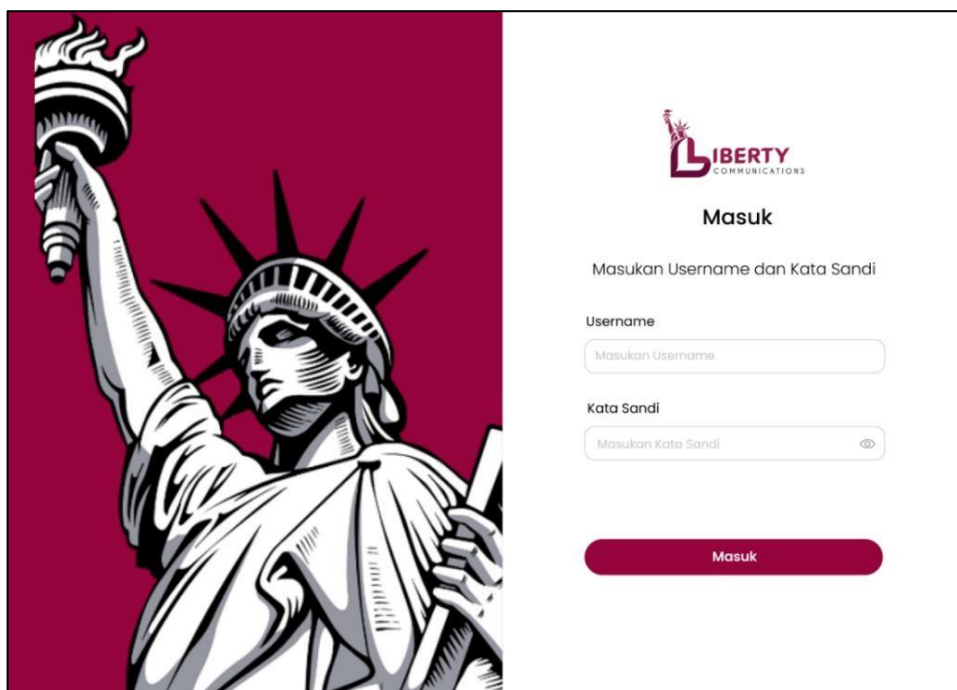 LIBERTY
COMMUNICATIONS
Masuk
Masukan Username dan Kata Sandi
Username
Masukan Username
Kata Sandi
Masukan Kata Sandi
Masuk